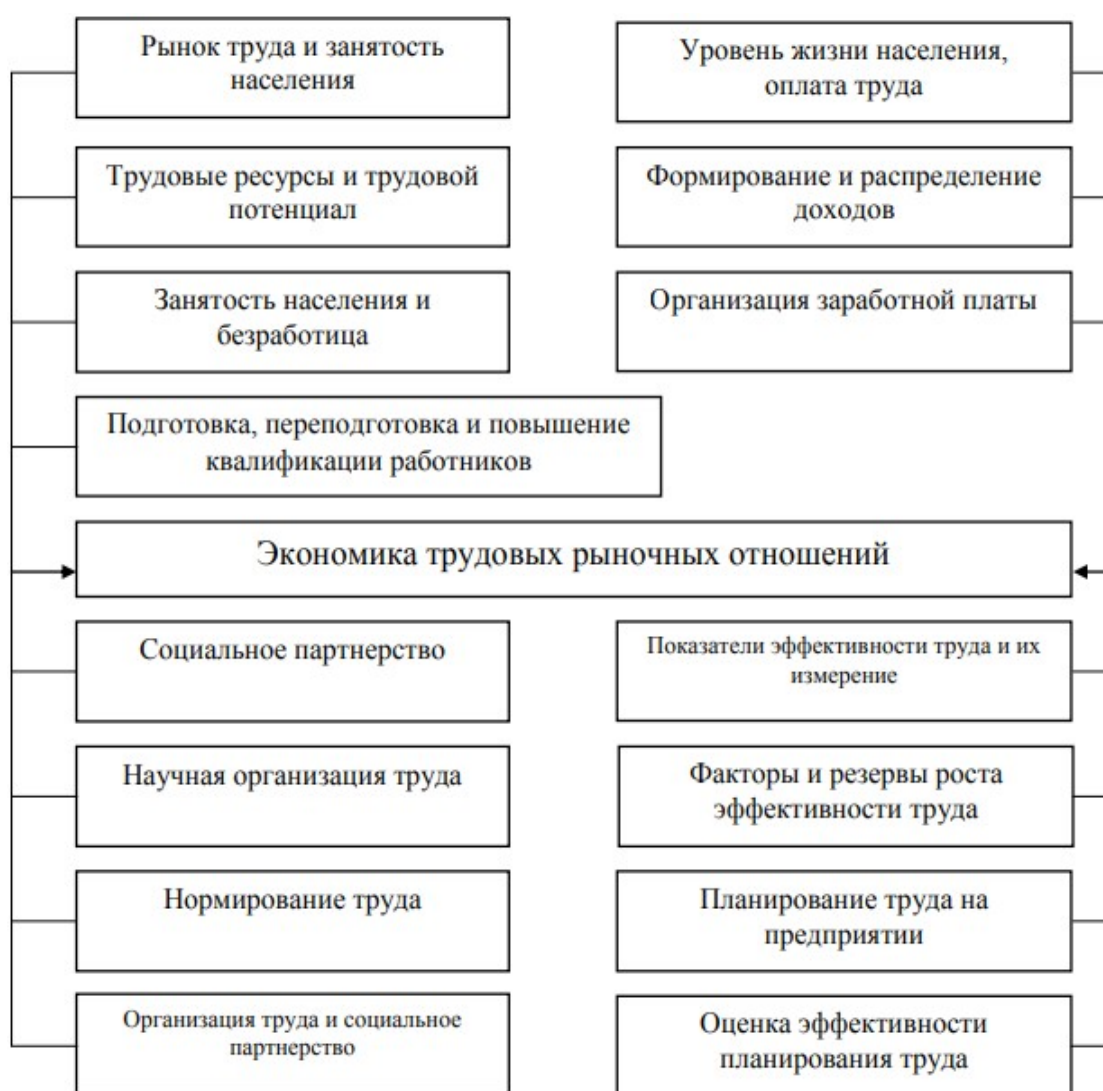 Рынок труда и занятость
населения
Уровень жизни населения,
оплата труда
Трудовые ресурсы и трудовой
потенциал
Формирование и распределение
доходов
Занятость населения и
безработица
Организация заработной платы
Подготовка, переподготовка и повышение
квалификации работников
Экономика трудовых рыночных отношений
Социальное партнерство
Показатели эффективности труда и их
измерение
Научная организация труда
Факторы и резервы роста
эффективности труда
Нормирование труда
Планирование труда на
предприятии
Организация труда и социальное
партнерство
Оценка эффективности
планирования труда